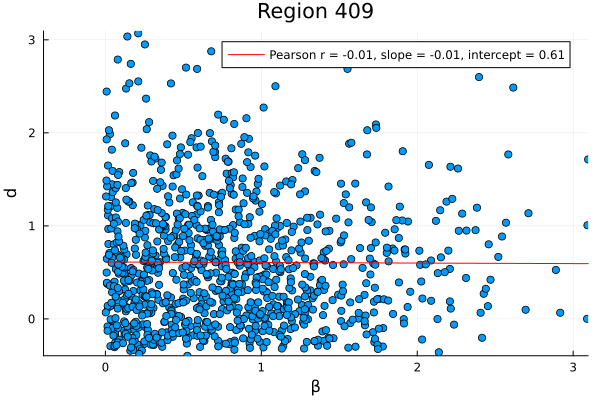 Region 409
Pearson r = -0.01, slope = -0.01, intercept = 0.61
3
2
1
0
d
0 1 2 3
β